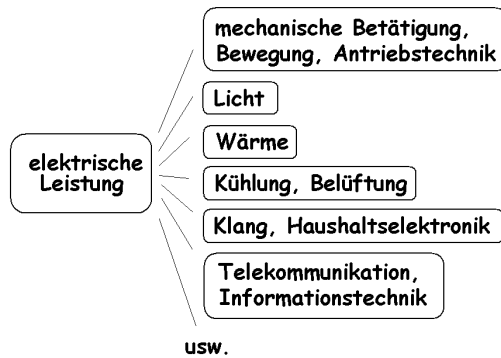 mechanische Betätigung,
Bewegung, Antriebstechnik
Licht
Wärme
elektrische
Leistung
Kühlung, Belüftung
Klang, Haushaltselektronik
Telekommunikation,
Informationstechnik
usw.